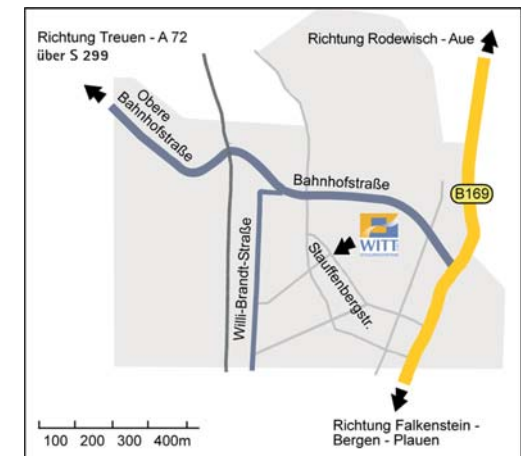 Richtung Treuen - A 72
über S 299
Richtung Rodewisch - Aue
Obere
Bahnhofstraße
Bahnhofstraße
B169
WITT
Stauffenbergstr.
Willi-Brandt-Straße
100 200 300 400m
Richtung Falkenstein -
Bergen - Plauen